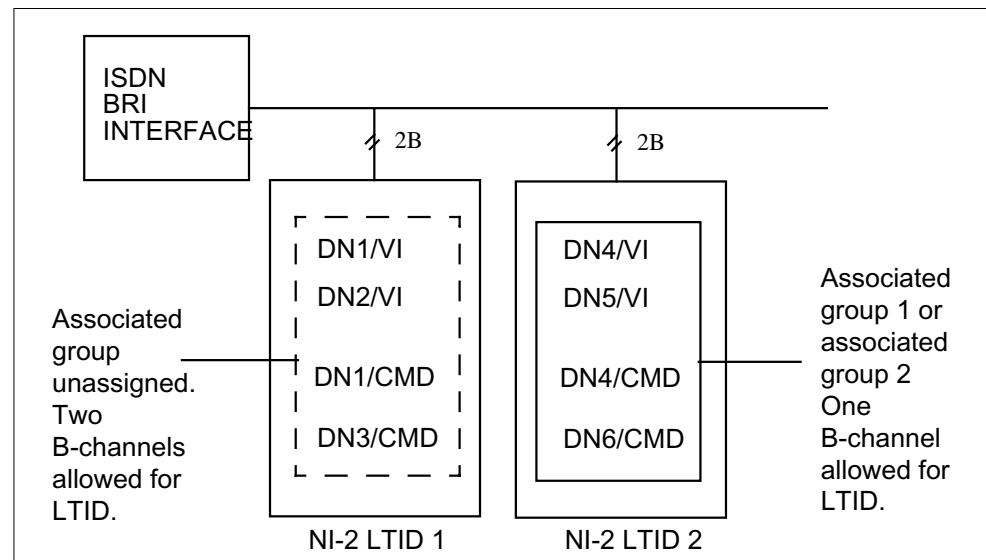 ISDN
BRI
INTERFACE
2B
2B
DN1/VI
DN2/VI
DN1/CMD
DN3/CMD
DN4/VI
DN5/VI
DN4/CMD
DN6/CMD
Associated
group
unassigned.
Two
B-channels
allowed for
LTID.
Associated
group 1 or
associated
group 2
One
B-channel
allowed for
LTID.
NI-2 LTID 1
NI-2 LTID 2